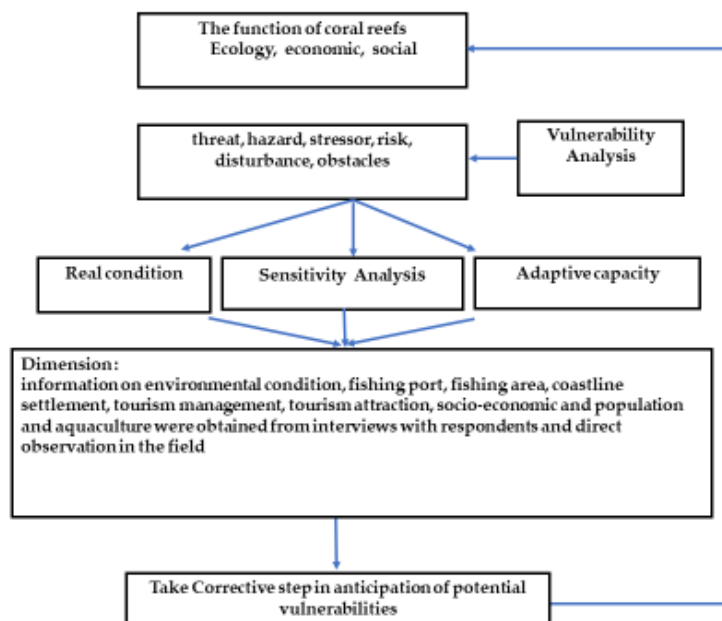 The function of coral reefs
Ecology, economic, social
threat, hazard, stressor, risk,
disturbance, obstacles
Vulnerability
Analysis
Real condition
Sensitivity Analysis
Adaptive capacity
Dimension:
information on environmental condition, fishing port, fishing area, coastline
settlement, tourism management, tourism attraction, socio-economic and population
and aquaculture were obtained from interviews with respondents and direct
observation in the field
Take Corrective step in anticipation of potential
vulnerabilities